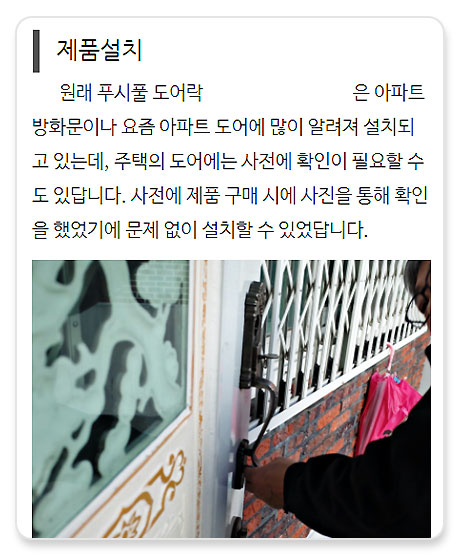 제품설치
원래 푸시풀 도어락 은 아파트
방화문이나 요즘 아파트 도어에 많이 알려져 설치되
고 있는데, 주택의 도어에는 사전에 확인이 필요할 수
도 있답니다. 사전에 제품 구매 시에 사진을 통해 확인
을 했었기에 문제 없이 설치할 수 있었답니다.